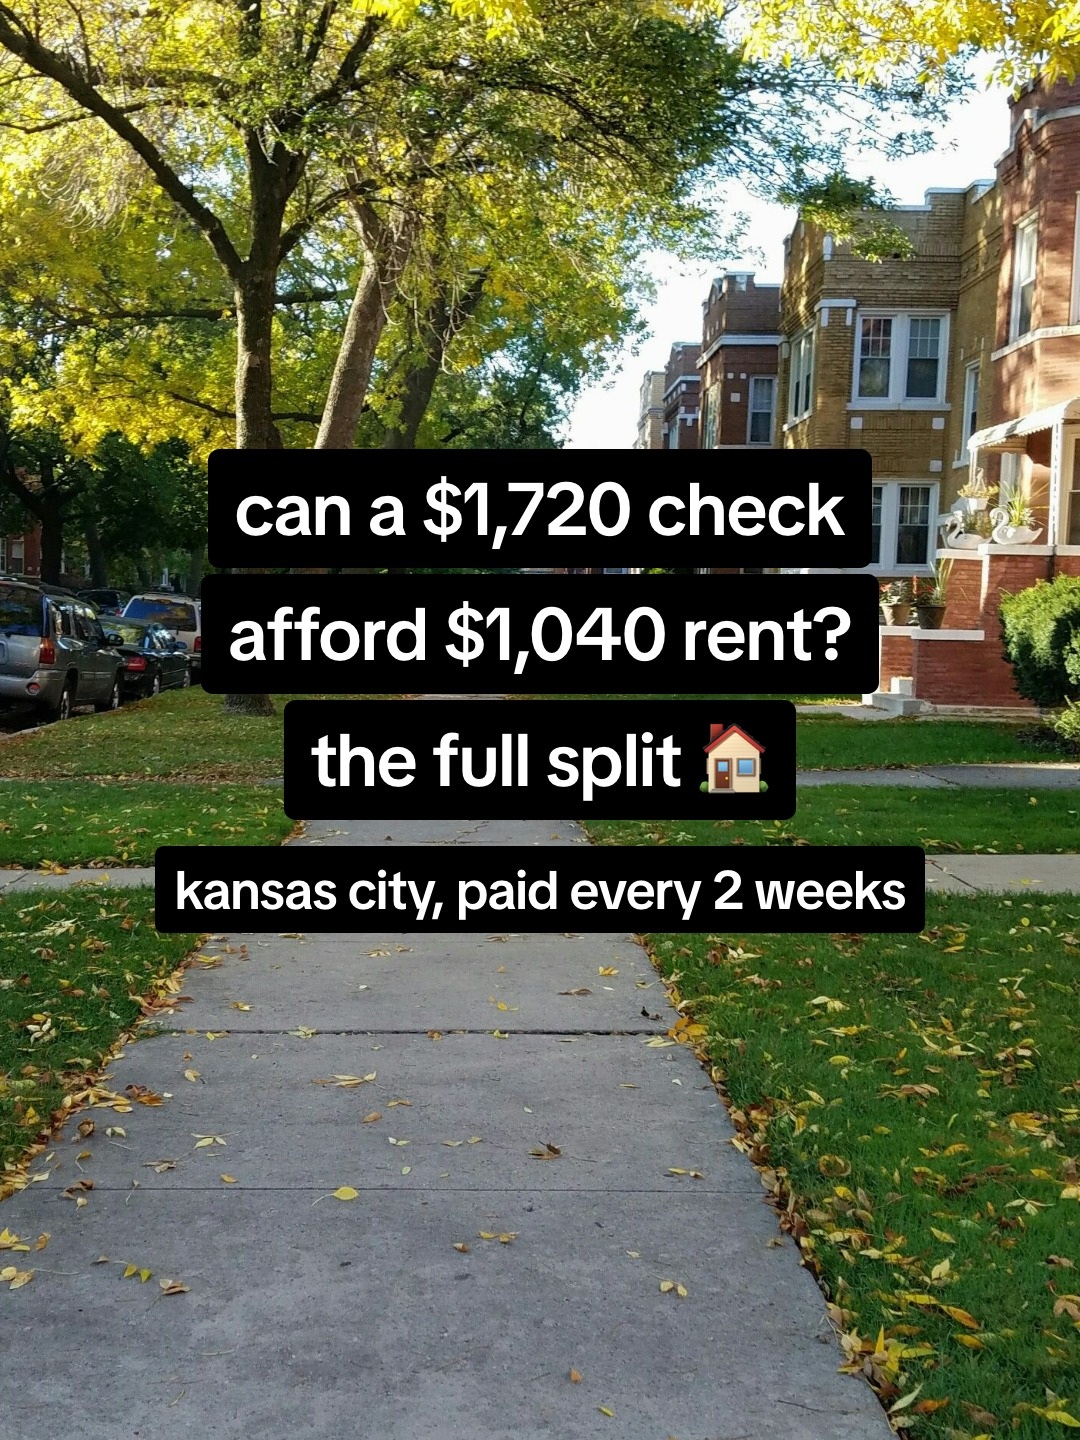 can a $1,720 check
afford $1,040 rent?
the full split 🏠
kansas city, paid every 2 weeks